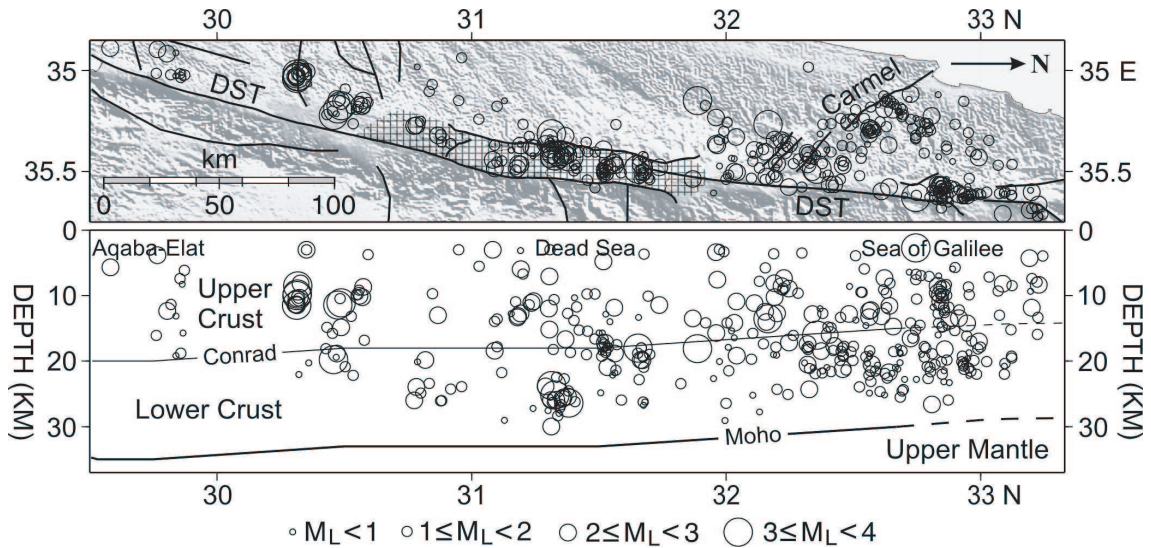 30 31 32 33 N
35 35 E
DST Carmel N
km
35.5 35.5
0 50 100 DST
0 Aqaba-Elat Dead Sea Sea of Galilee 0
10 Upper Crust 10
DEPTH (KM) DEPTH (KM)
20 Conrad 20
Lower Crust
30 Moho 30
Upper Mantle
30 31 32 33 N
M_L<1 1≤M_L<2 2≤M_L<3 3≤M_L<4